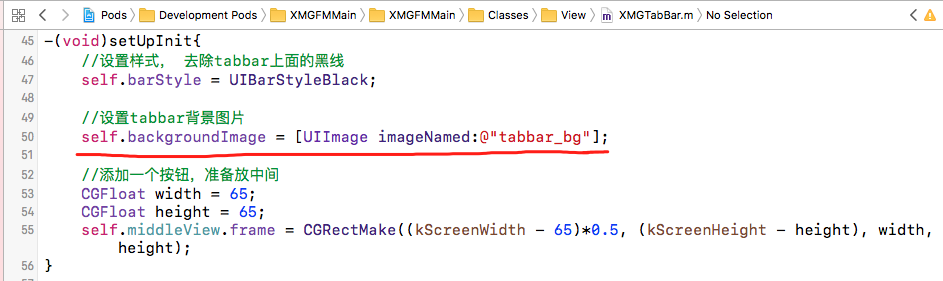 Pods › Development Pods › XMGFMMain › XMGFMMain › Classes › View › m XMGTabBar.m › No Selection
45 -(void)setUpInit{
46 //设置样式， 去除tabbar上面的黑线
47 self.barStyle = UIBarStyleBlack;
48
49 //设置tabbar背景图片
50 self.backgroundImage = [UIImage imageNamed:@"tabbar_bg"];
51
52 //添加一个按钮，准备放中间
53 CGFloat width = 65;
54 CGFloat height = 65;
55 self.middleView.frame = CGRectMake((kScreenWidth - 65)*0.5, (kScreenHeight - height), width,
height);
56 }